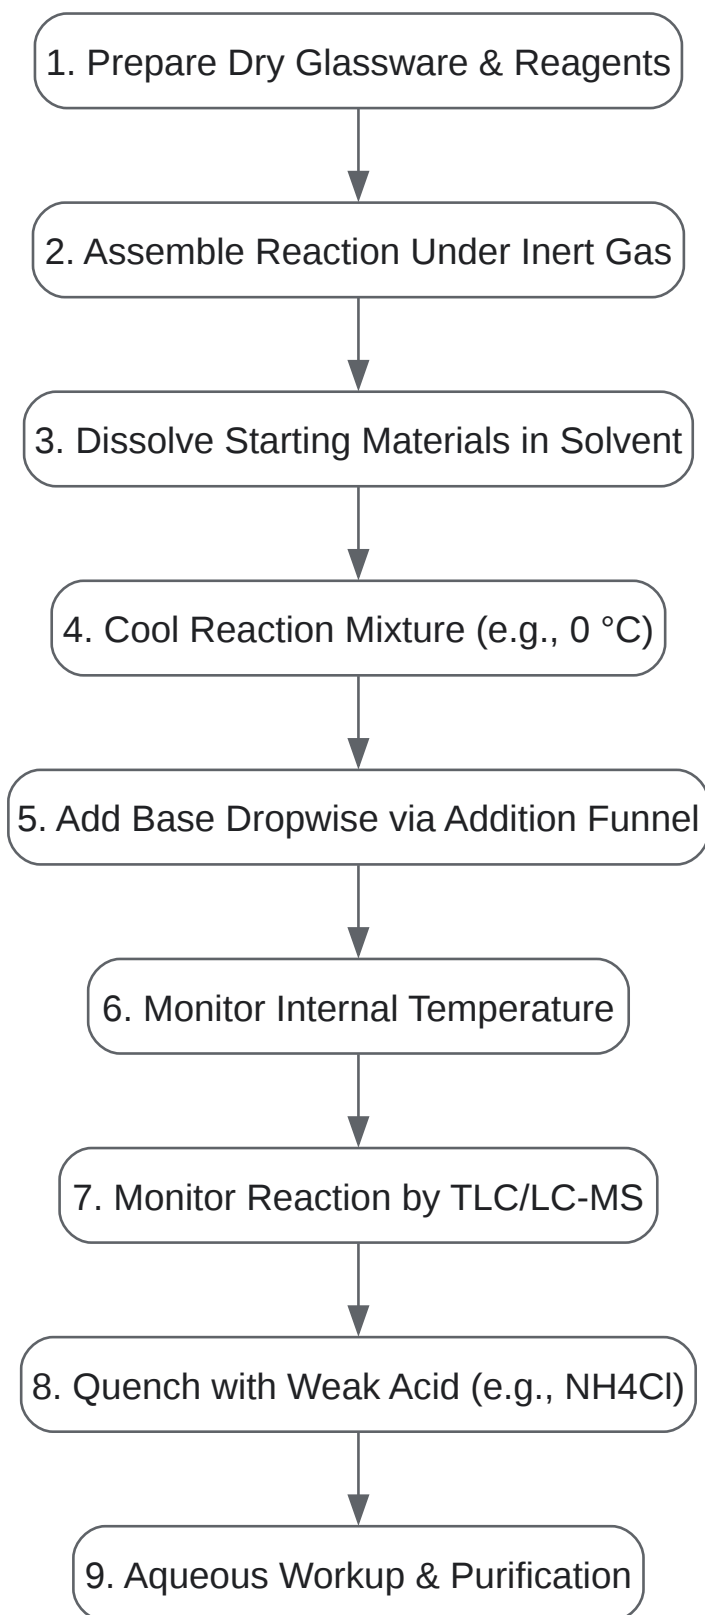 1. Prepare Dry Glassware & Reagents
2. Assemble Reaction Under Inert Gas
3. Dissolve Starting Materials in Solvent
4. Cool Reaction Mixture (e.g., 0 °C)
5. Add Base Dropwise via Addition Funnel
6. Monitor Internal Temperature
7. Monitor Reaction by TLC/LC-MS
8. Quench with Weak Acid (e.g., NH4Cl)
9. Aqueous Workup & Purification